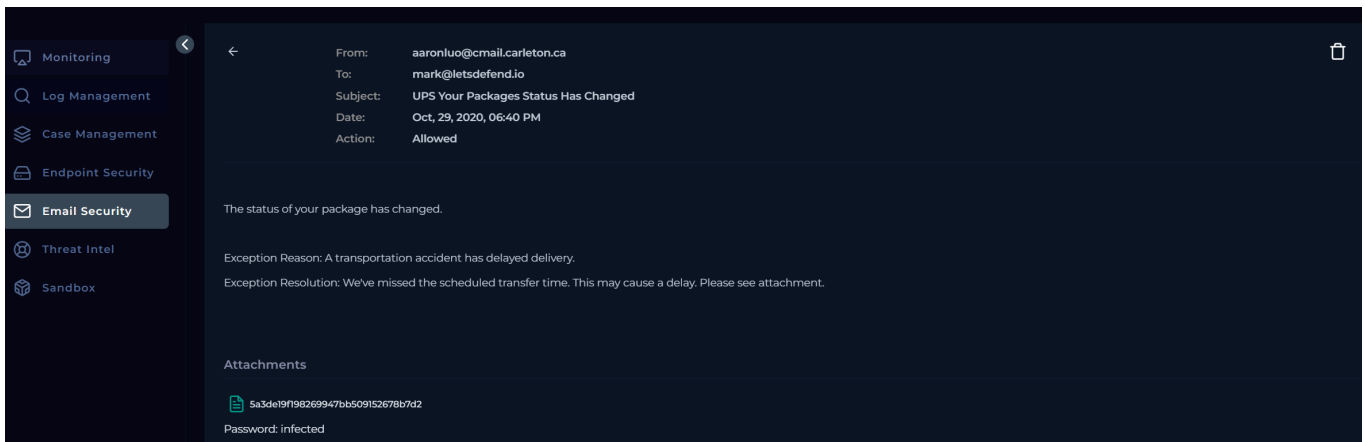 Monitoring
Log Management
Case Management
Endpoint Security
Email Security
Threat Intel
Sandbox
From: aaronluo@cmail.carleton.ca
To: mark@letsdefend.io
Subject: UPS Your Packages Status Has Changed
Date: Oct, 29, 2020, 06:40 PM
Action: Allowed
The status of your package has changed.
Exception Reason: A transportation accident has delayed delivery.
Exception Resolution: We've missed the scheduled transfer time. This may cause a delay. Please see attachment.
Attachments
5a3de19f198269947bb509152678b7d2
Password: infected